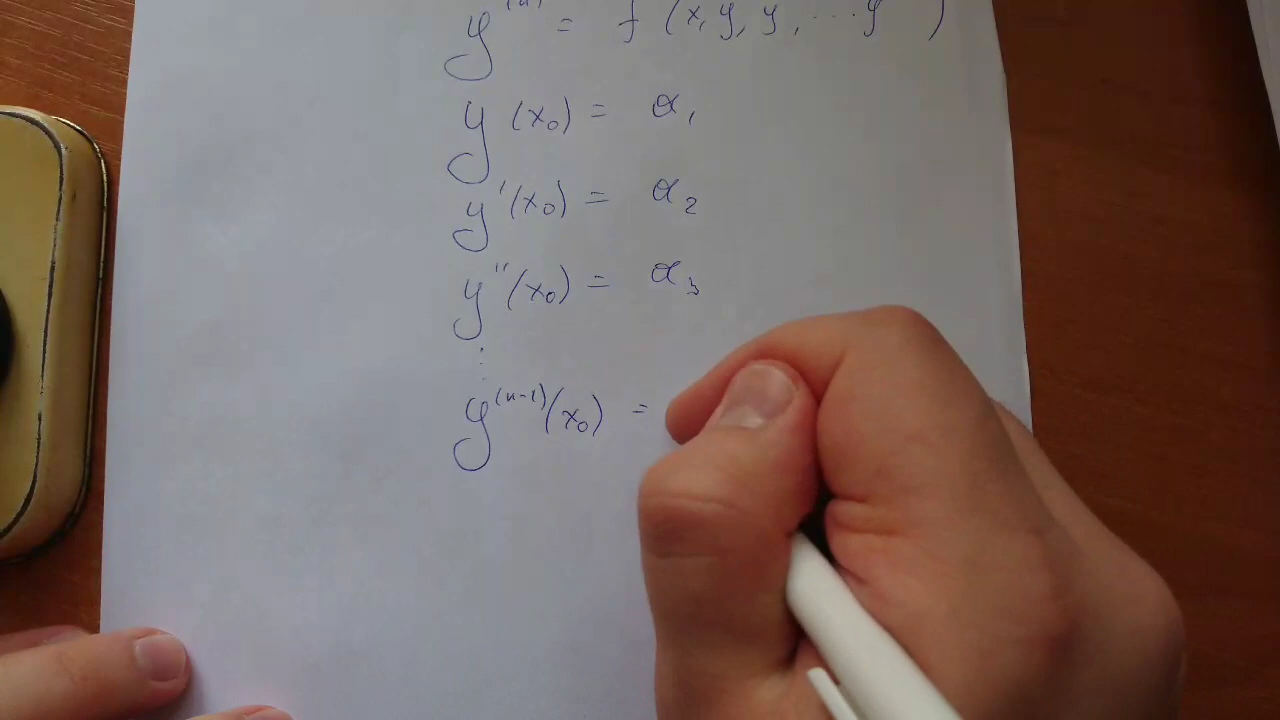 y⁽ⁿ⁾ = f (x, y, y, ... y )
y (x₀) = α₁
y'(x₀) = α₂
y''(x₀) = α₃
⋮
y⁽ⁿ⁻¹⁾(x₀) =